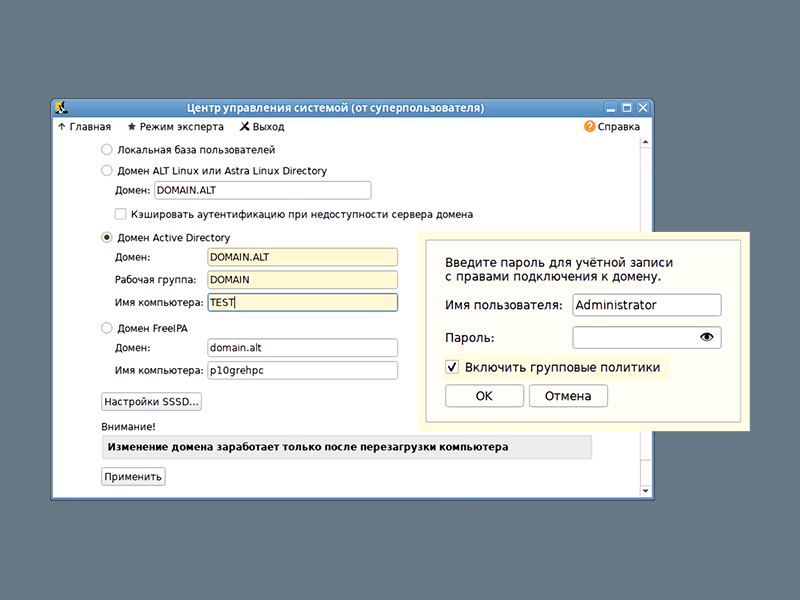 Центр управления системой (от суперпользователя)
Главная Режим эксперта Выход Справка
Локальная база пользователей
Домен ALT Linux или Astra Linux Directory
Домен: DOMAIN.ALT
Кэшировать аутентификацию при недоступности сервера домена
Домен Active Directory
Домен: DOMAIN.ALT
Рабочая группа: DOMAIN
Имя компьютера: TEST
Домен FreeIPA
Домен: domain.alt
Имя компьютера: p10grehpc
Настройки SSSD...
Внимание!
Изменение домена заработает только после перезагрузки компьютера
Применить
Введите пароль для учётной записи
с правами подключения к домену.
Имя пользователя: Administrator
Пароль:
Включить групповые политики
OK Отмена